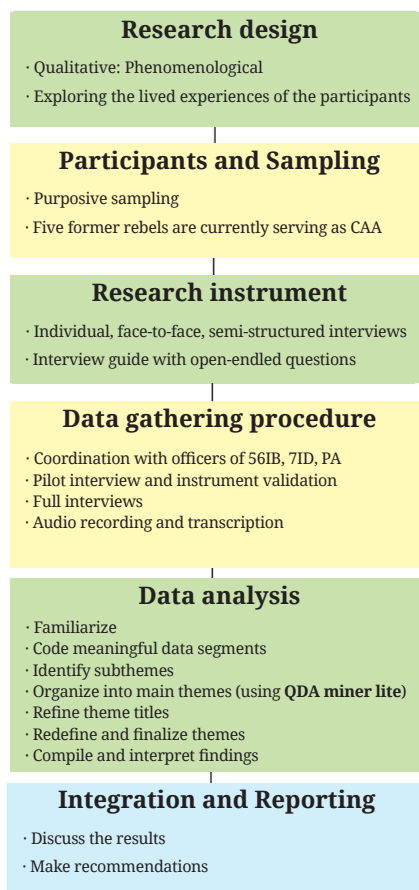 Research design
· Qualitative: Phenomenological
· Exploring the lived experiences of the participants
Participants and Sampling
· Purposive sampling
· Five former rebels are currently serving as CAA
Research instrument
· Individual, face-to-face, semi-structured interviews
· Interview guide with open-endled questions
Data gathering procedure
· Coordination with officers of 56IB, 7ID, PA
· Pilot interview and instrument validation
· Full interviews
· Audio recording and transcription
Data analysis
· Familiarize
· Code meaningful data segments
· Identify subthemes
· Organize into main themes (using QDA miner lite)
· Refine theme titles
· Redefine and finalize themes
· Compile and interpret findings
Integration and Reporting
· Discuss the results
· Make recommendations